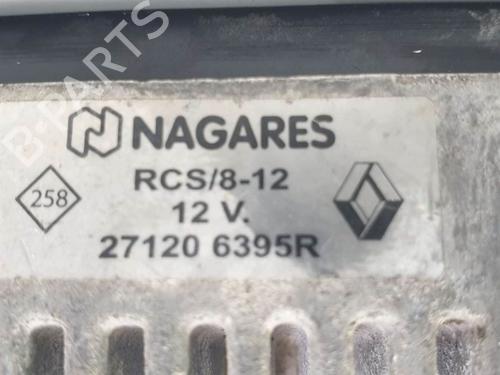 B-PARTS
NAGARES
RCS/8-12
258
12 V.
27120 6395R